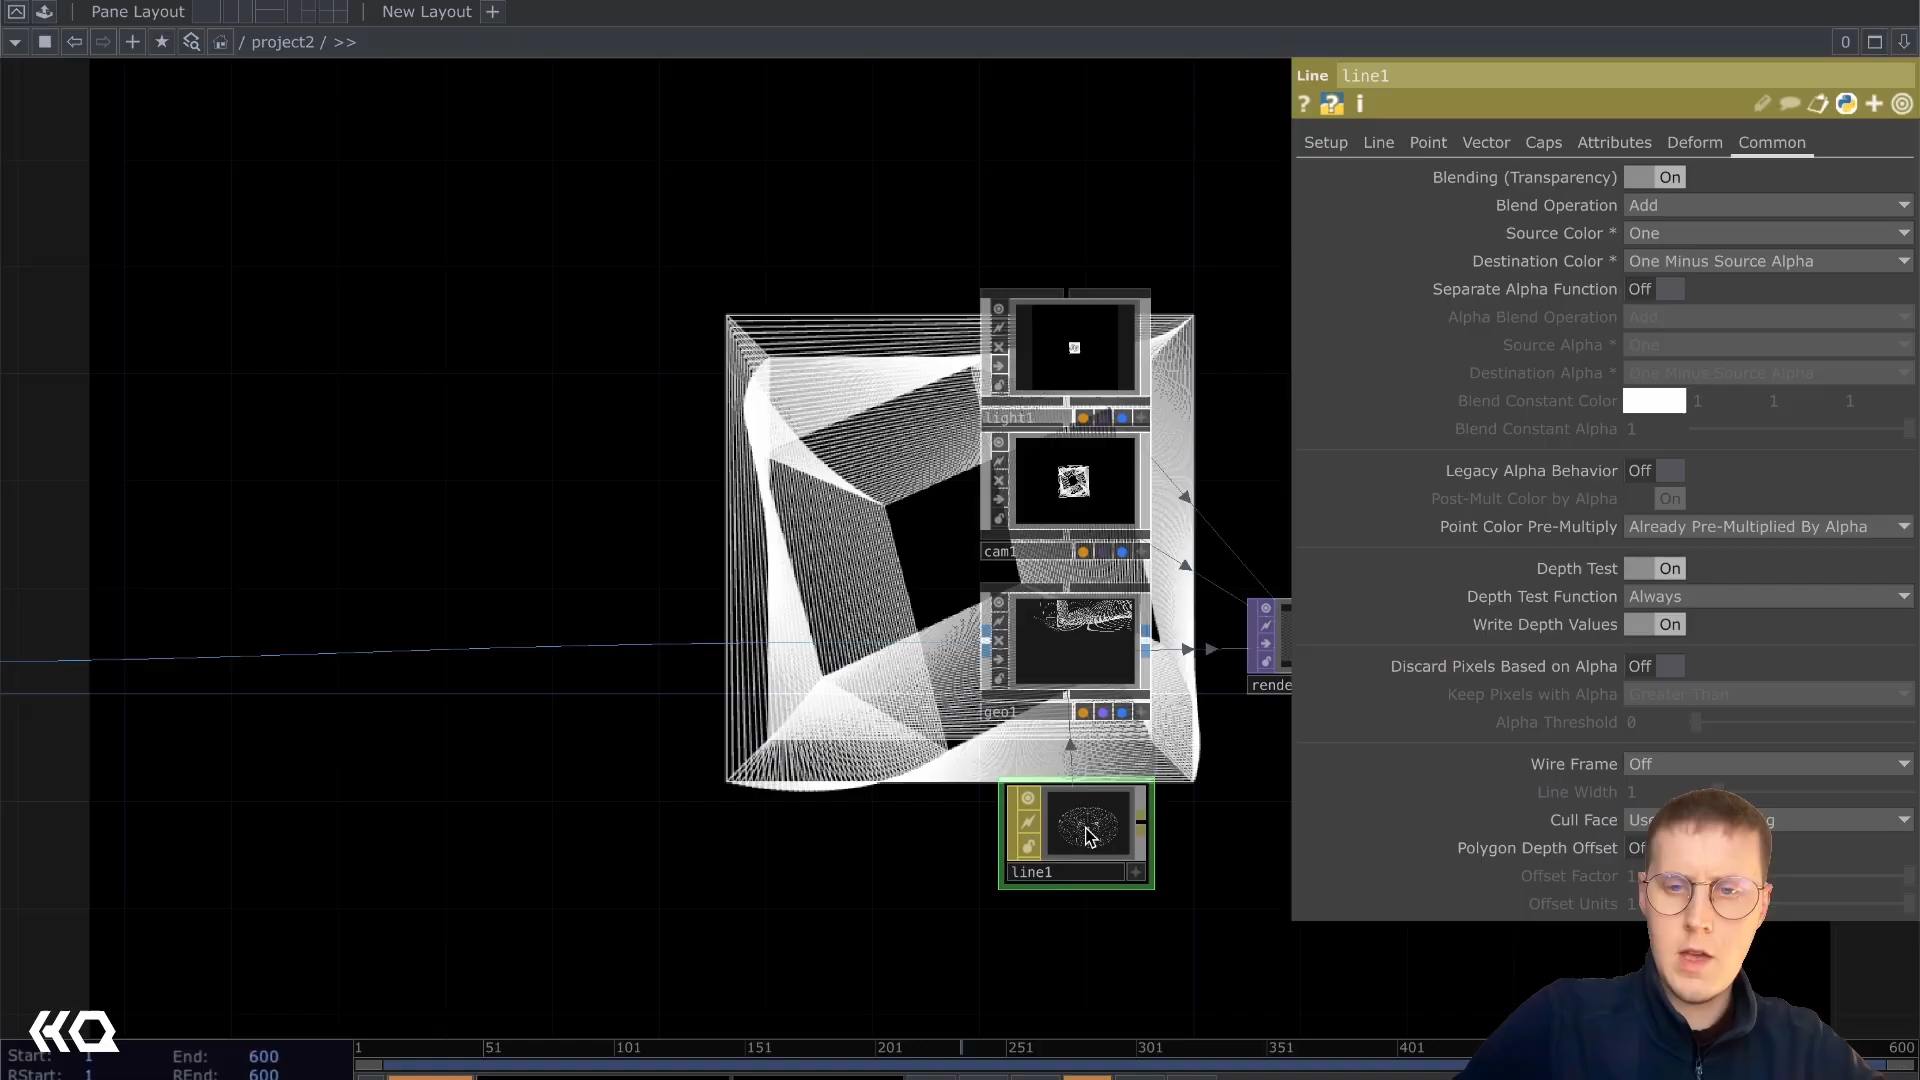 Pane Layout
New Layout
/ project2 / >>
0
Line line1
? ? i
Setup Line Point Vector Caps Attributes Deform Common
Blending (Transparency) On
Blend Operation Add
Source Color * One
Destination Color * One Minus Source Alpha
Separate Alpha Function Off
Alpha Blend Operation Add
Source Alpha * One
Destination Alpha * One Minus Source Alpha
Blend Constant Color 1 1 1
Blend Constant Alpha 1
Legacy Alpha Behavior Off
Post-Mult Color by Alpha On
Point Color Pre-Multiply Already Pre-Multiplied By Alpha
Depth Test On
Depth Test Function Always
Write Depth Values On
Discard Pixels Based on Alpha Off
Keep Pixels with Alpha Greater Than
Alpha Threshold 0
Wire Frame Off
Line Width 1
Cull Face
Polygon Depth Offset
Offset Factor 1
Offset Units 1
light1
cam1
geo1
rende
line1
HQ
Start: 1 End: 600
RStart: 1 REnd: 600
1 51 101 151 201 251 301 351 401 600